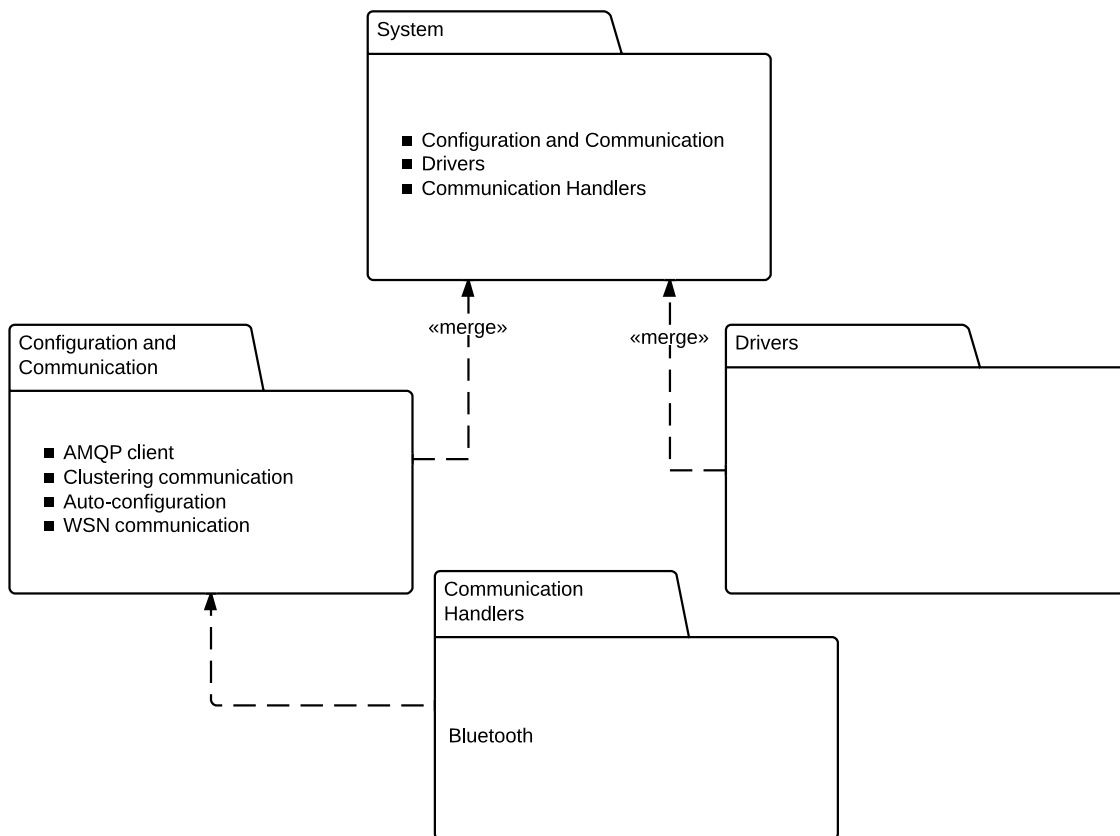 System
■ Configuration and Communication
■ Drivers
■ Communication Handlers
«merge»
«merge»
Configuration and
Communication
Drivers
■ AMQP client
■ Clustering communication
■ Auto-configuration
■ WSN communication
Communication
Handlers
Bluetooth